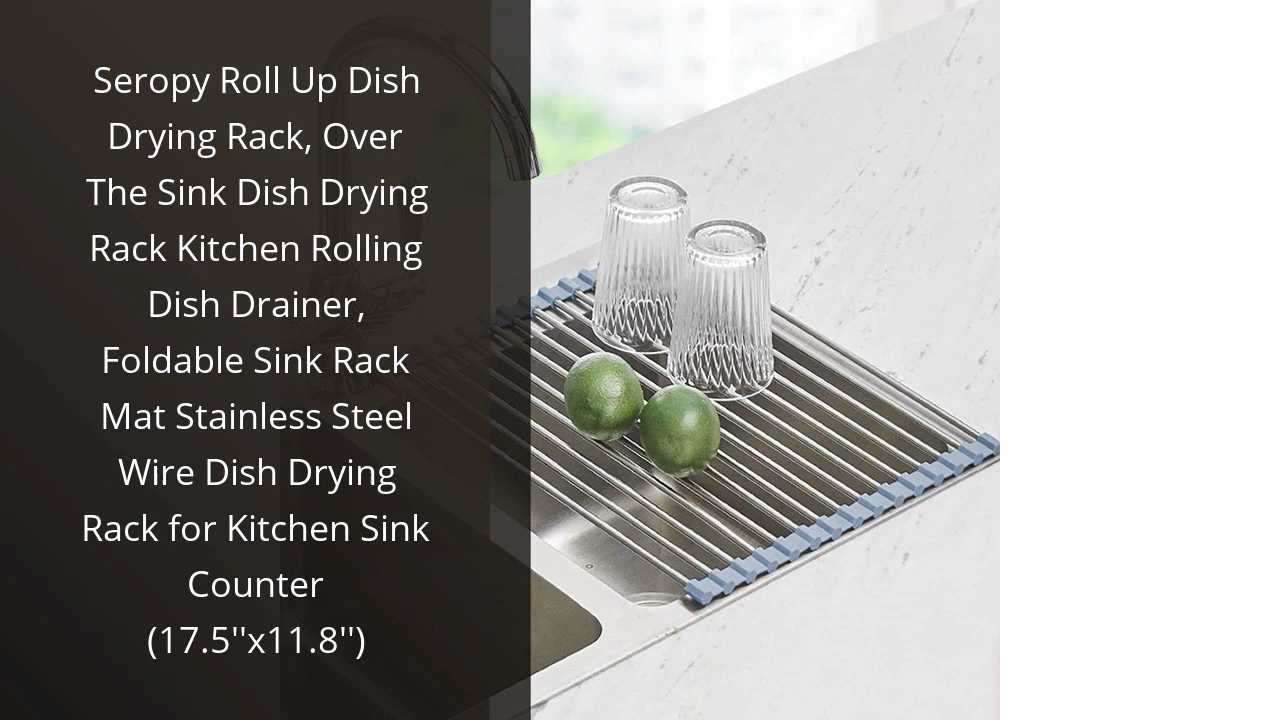 Seropy Roll Up Dish
Drying Rack, Over
The Sink Dish Drying
Rack Kitchen Rolling
Dish Drainer,
Foldable Sink Rack
Mat Stainless Steel
Wire Dish Drying
Rack for Kitchen Sink
Counter
(17.5''x11.8'')